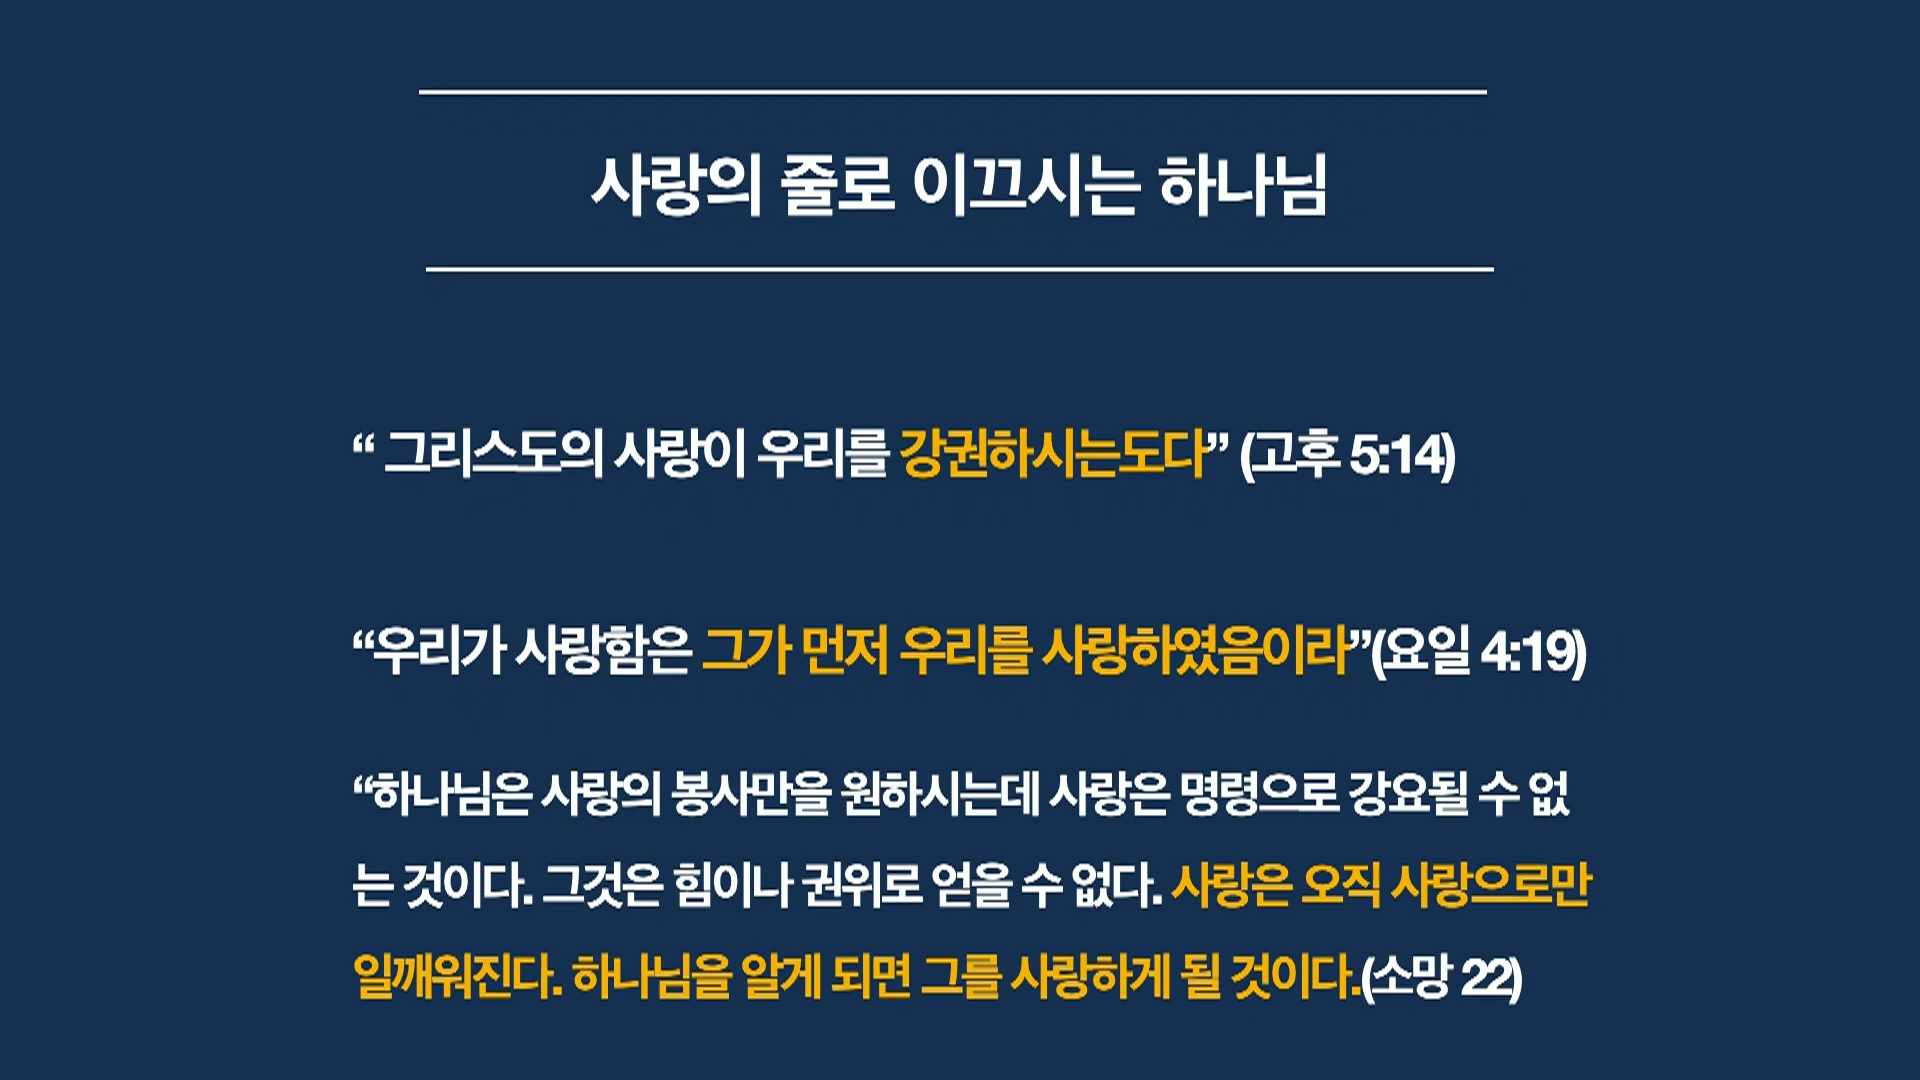 사랑의 줄로 이끄시는 하나님
“ 그리스도의 사랑이 우리를 강권하시는도다” (고후 5:14)
“우리가 사랑함은 그가 먼저 우리를 사랑하였음이라”(요일 4:19)
“하나님은 사랑의 봉사만을 원하시는데 사랑은 명령으로 강요될 수 없
는 것이다. 그것은 힘이나 권위로 얻을 수 없다. 사랑은 오직 사랑으로만
일깨워진다. 하나님을 알게 되면 그를 사랑하게 될 것이다.(소망 22)